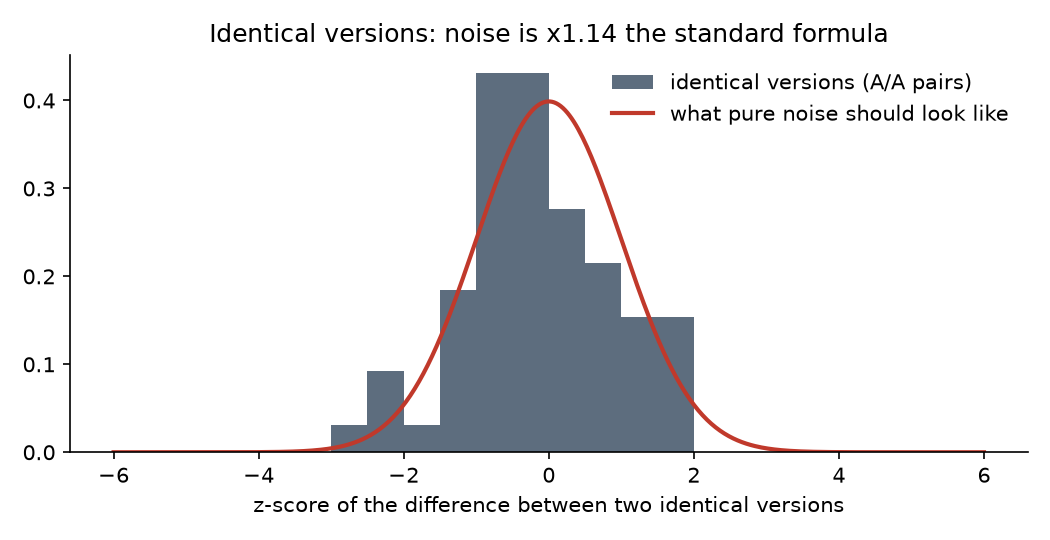 Identical versions: noise is x1.14 the standard formula
identical versions (A/A pairs)
what pure noise should look like
0.4
0.3
0.2
0.1
0.0
−6 −4 −2 0 2 4 6
z-score of the difference between two identical versions